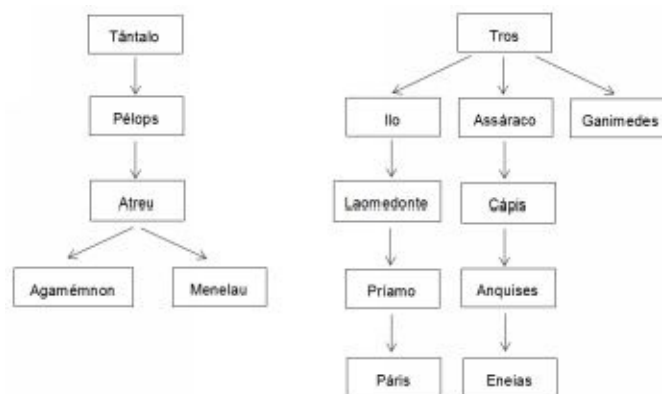 Tântalo
Pélops
Atreu
Agamémnon
Menelau
Tros
Ilo
Assáraco
Ganimedes
Laomedonte
Cápis
Príamo
Anquises
Páris
Eneias